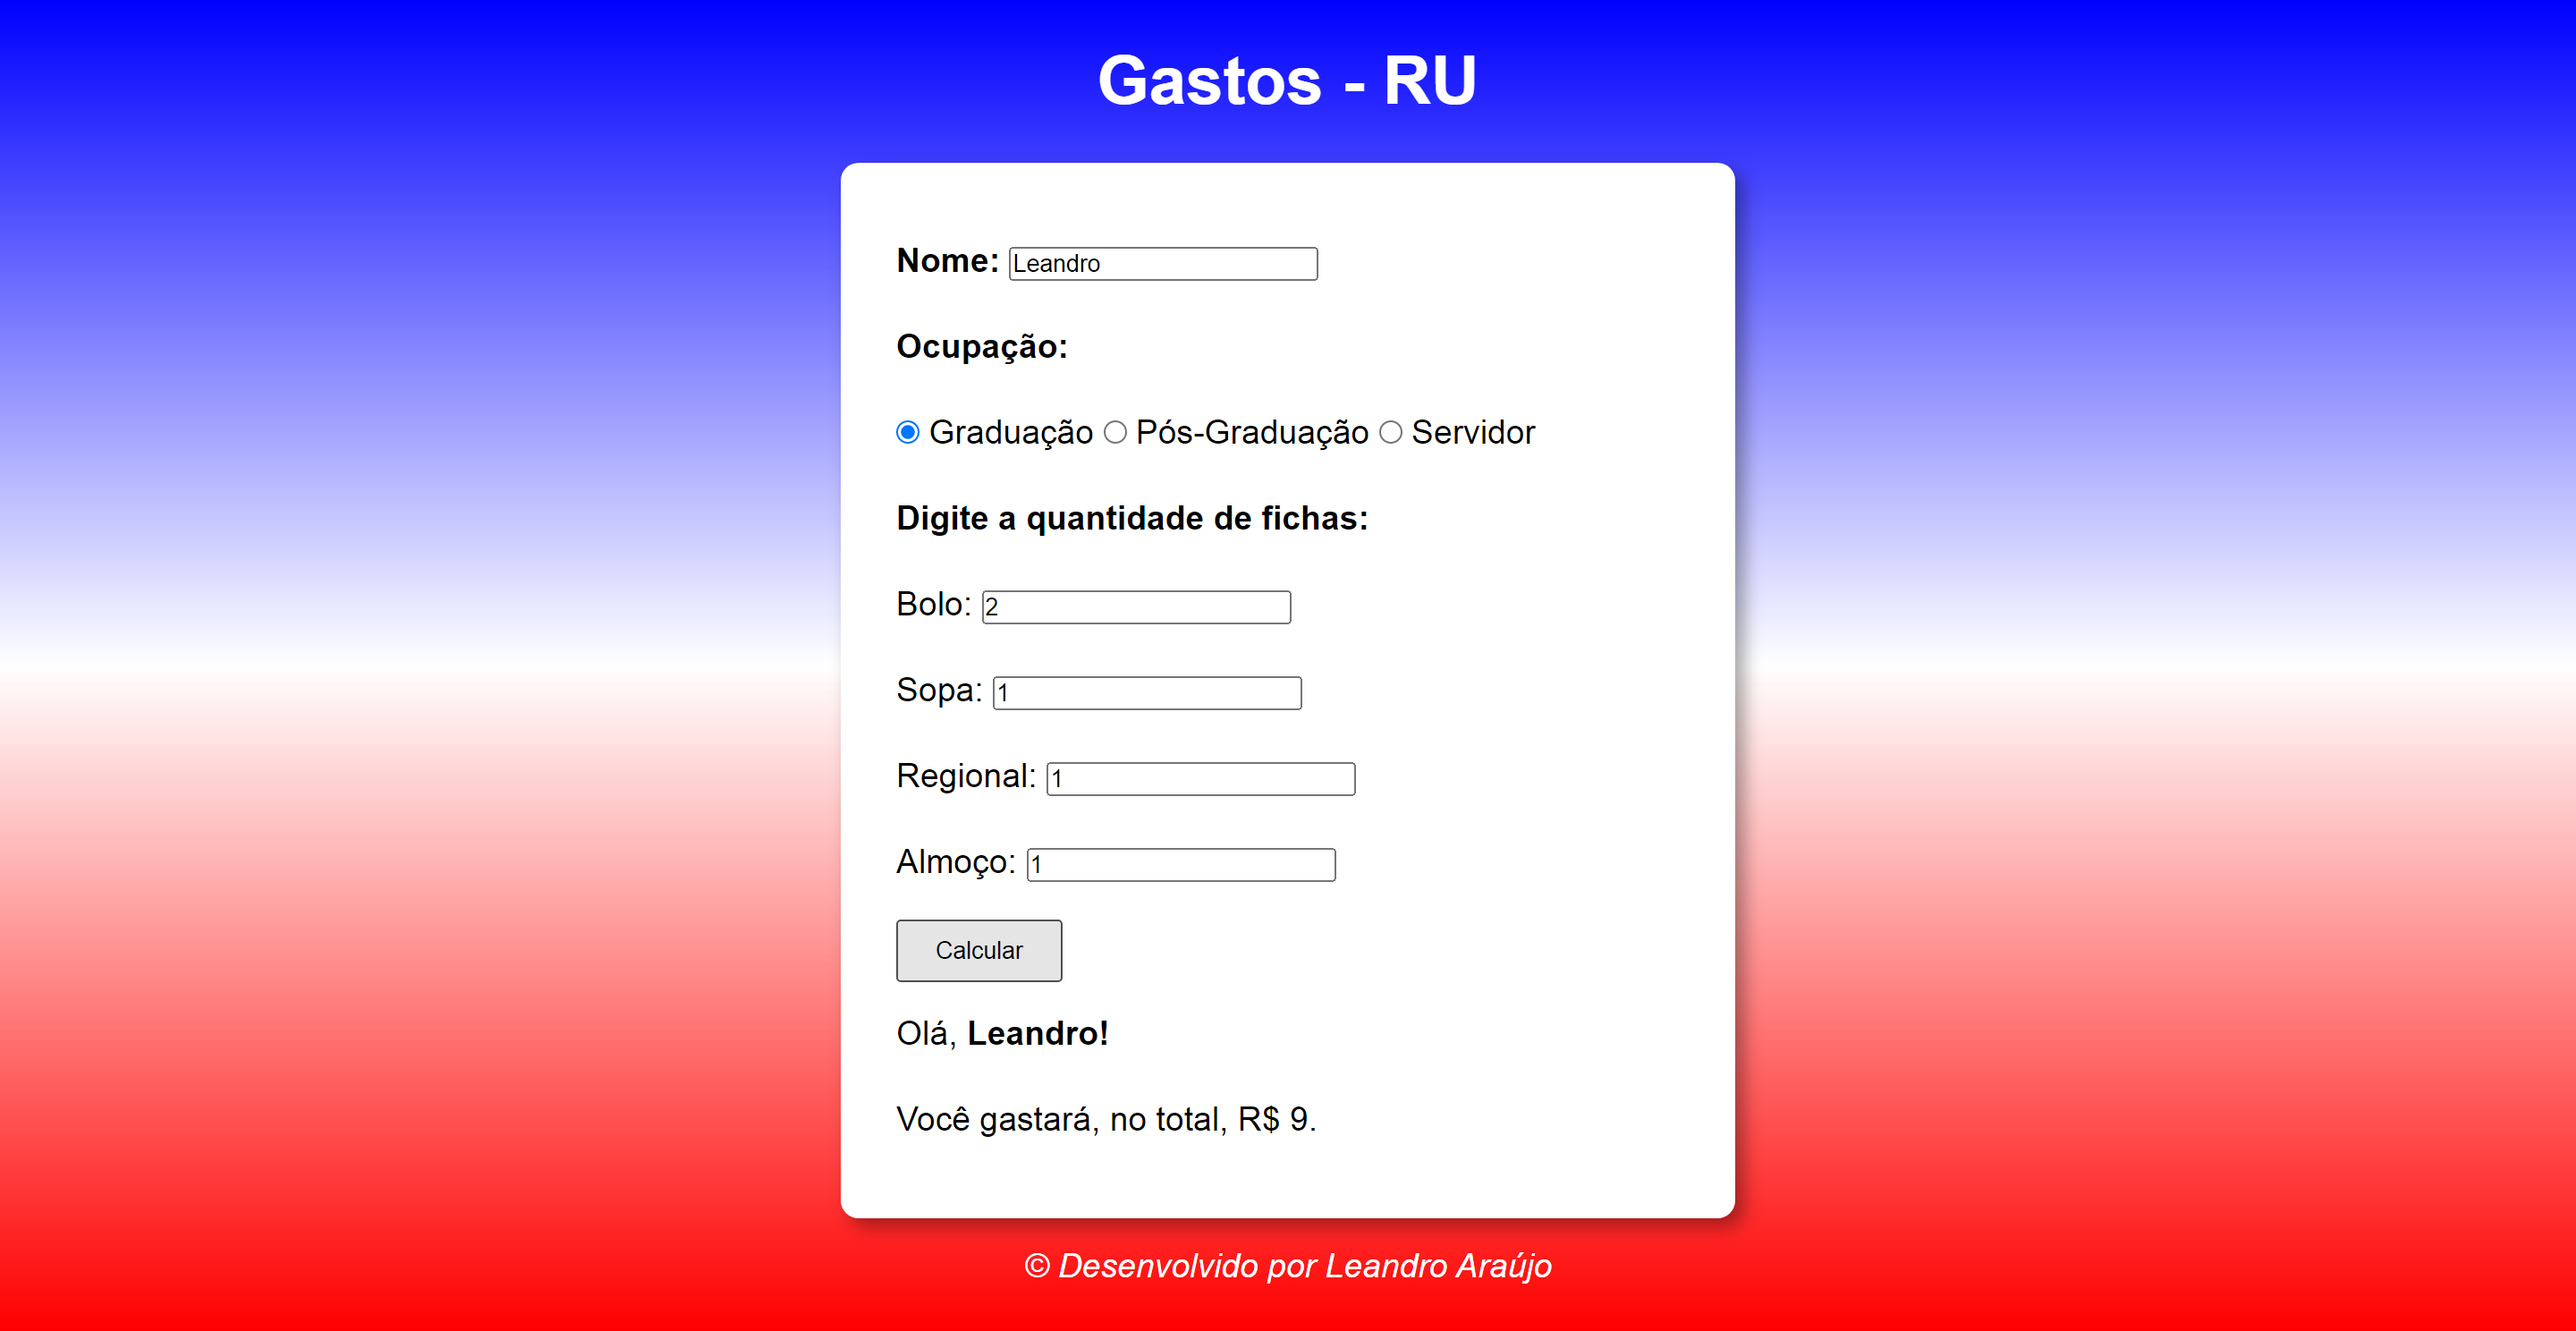 Gastos - RU
Nome: Leandro
Ocupação:
Graduação Pós-Graduação Servidor
Digite a quantidade de fichas:
Bolo: 2
Sopa: 1
Regional: 1
Almoço: 1
Calcular
Olá, Leandro!
Você gastará, no total, R$ 9.
© Desenvolvido por Leandro Araújo